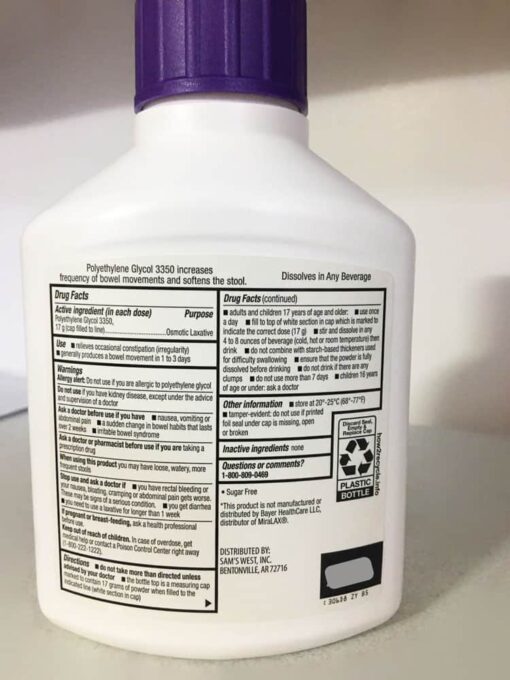 Polyethylene Glycol 3350 increases
frequency of bowel movements and softens the stool.
Dissolves in Any Beverage
Drug Facts
Active ingredient (in each dose) Purpose
Polyethylene Glycol 3350,
17 g (cap filled to line)..........................Osmotic Laxative
Use ■ relieves occasional constipation (irregularity)
■ generally produces a bowel movement in 1 to 3 days
Warnings
Allergy alert: Do not use if you are allergic to polyethylene glycol
Do not use if you have kidney disease, except under the advice
and supervision of a doctor
Ask a doctor before use if you have ■ nausea, vomiting or
abdominal pain ■ a sudden change in bowel habits that lasts
over 2 weeks ■ irritable bowel syndrome
Ask a doctor or pharmacist before use if you are taking a
prescription drug
When using this product you may have loose, watery, more
frequent stools
Stop use and ask a doctor if ■ you have rectal bleeding or
your nausea, bloating, cramping or abdominal pain gets worse.
These may be signs of a serious condition. ■ you get diarrhea
■ you need to use a laxative for longer than 1 week
If pregnant or breast-feeding, ask a health professional
before use.
Keep out of reach of children. In case of overdose, get
medical help or contact a Poison Control Center right away
(1-800-222-1222).
Directions ■ do not take more than directed unless
advised by your doctor ■ the bottle top is a measuring cap
marked to contain 17 grams of powder when filled to the
indicated line (white section in cap)
Drug Facts (continued)
■ adults and children 17 years of age and older: ■ use once
a day ■ fill to top of white section in cap which is marked to
indicate the correct dose (17 g) ■ stir and dissolve in any
4 to 8 ounces of beverage (cold, hot or room temperature) then
drink ■ do not combine with starch-based thickeners used
for difficulty swallowing ■ ensure that the powder is fully
dissolved before drinking ■ do not drink if there are any
clumps ■ do not use more than 7 days ■ children 16 years
of age or under: ask a doctor
Other information ■ store at 20°-25°C (68°-77°F)
■ tamper-evident: do not use if printed
foil seal under cap is missing, open
or broken
Inactive ingredients none
Questions or comments?
1-800-809-0469
• Sugar Free
*This product is not manufactured or
distributed by Bayer HealthCare LLC,
distributor of MiraLAX®.
DISTRIBUTED BY:
SAM'S WEST, INC.
BENTONVILLE, AR 72716
Discard Seal,
Empty &
Replace Cap
PLASTIC
BOTTLE
how2recycle.info